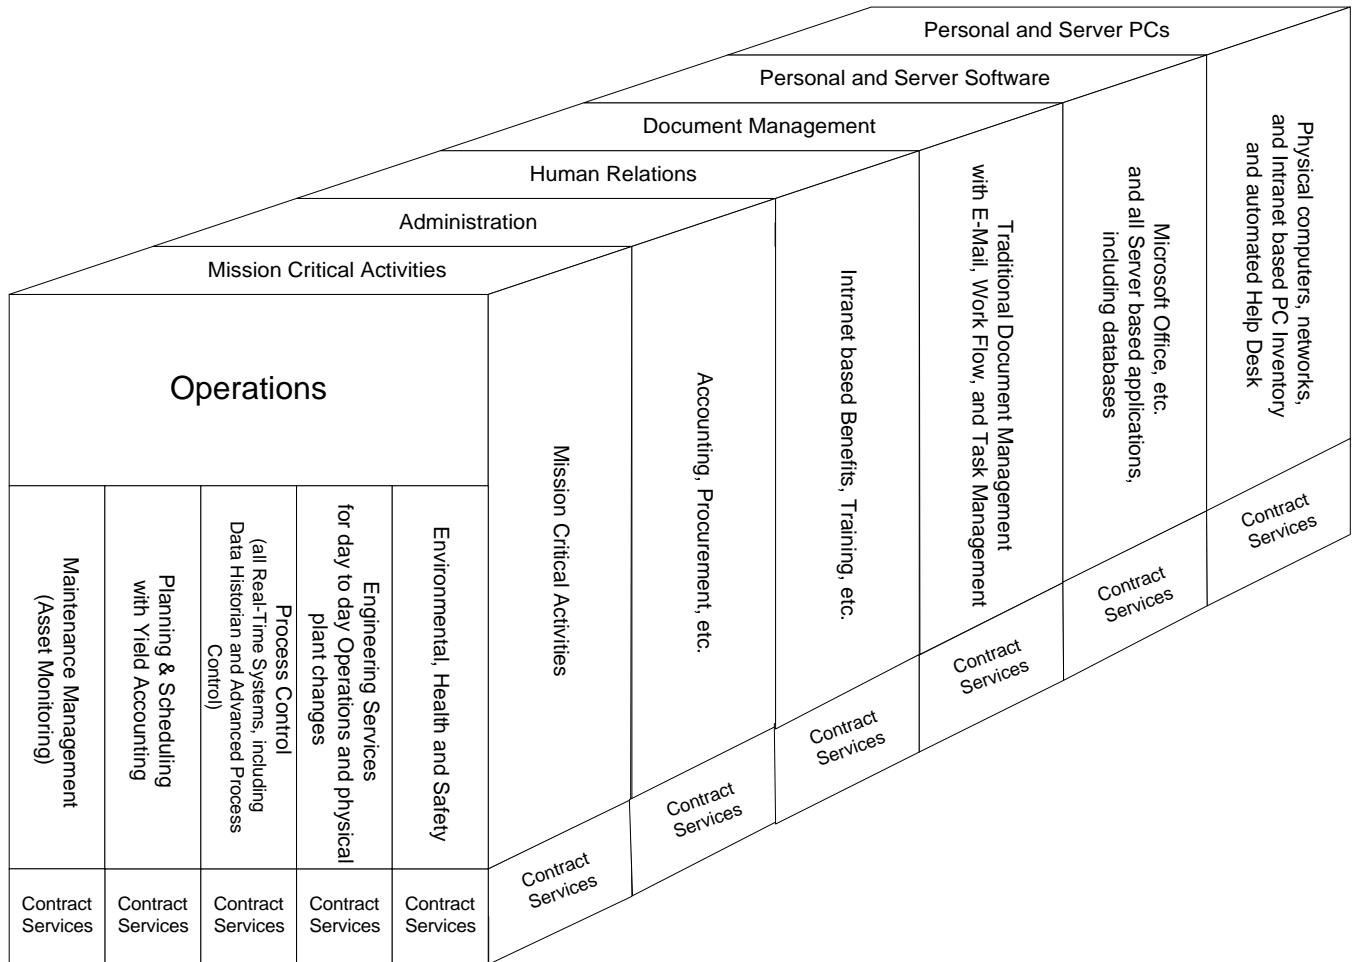 Personal and Server PCs
Personal and Server Software
Document Management
Human Relations
Administration
Mission Critical Activities
Operations
Maintenance Management
(Asset Monitoring)
Planning & Scheduling
with Yield Accounting
Process Control
(all Real-Time Systems, including
Data Historian and Advanced Process
Control)
Engineering Services
for day to day Operations and physical
plant changes
Environmental, Health and Safety
Mission Critical Activities
Accounting, Procurement, etc.
Intranet based Benefits, Training, etc.
Traditional Document Management
with E-Mail, Work Flow, and Task Management
Microsoft Office, etc.
and all Server based applications,
including databases
Physical computers, networks,
and Intranet based PC Inventory
and automated Help Desk
Contract
Services
Contract
Services
Contract
Services
Contract
Services
Contract
Services
Contract
Services
Contract
Services
Contract
Services
Contract
Services
Contract
Services
Contract
Services